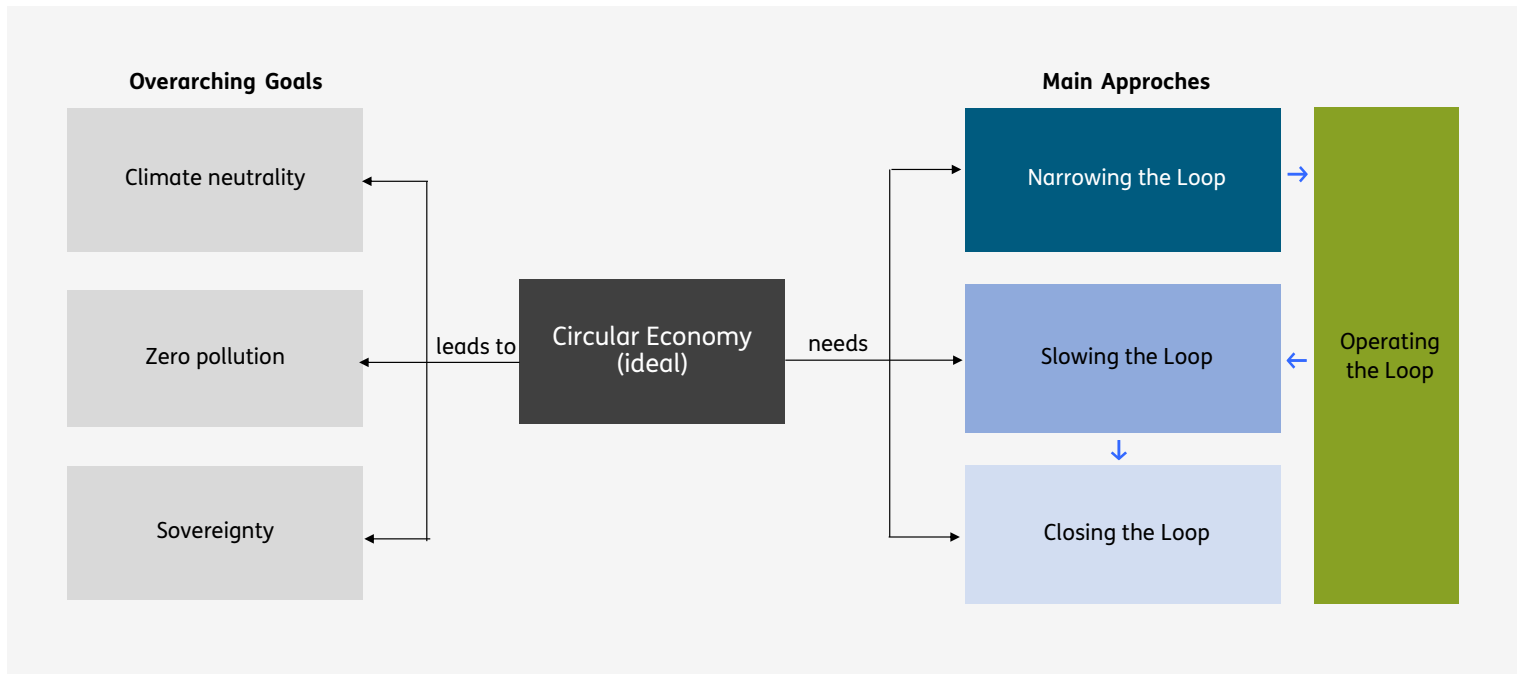 Overarching Goals
Climate neutrality
Zero pollution
Sovereignty
leads to
Circular Economy
(ideal)
needs
Main Approches
Narrowing the Loop
Slowing the Loop
Closing the Loop
Operating
the Loop